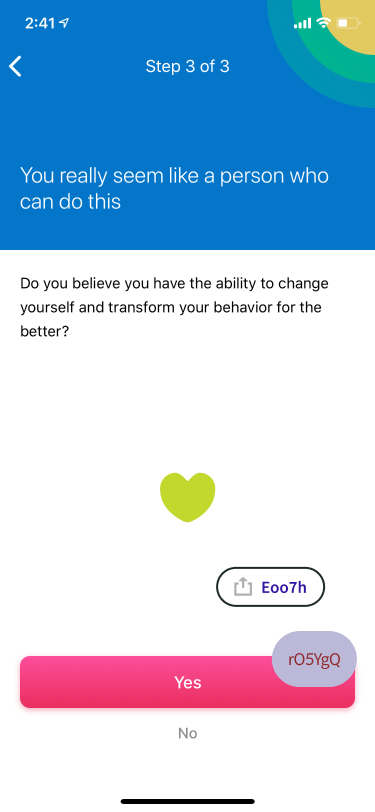 2:41
Step 3 of 3
You really seem like a person who
can do this
Do you believe you have the ability to change
yourself and transform your behavior for the
better?
Eoo7h
rO5YgQ
Yes
No